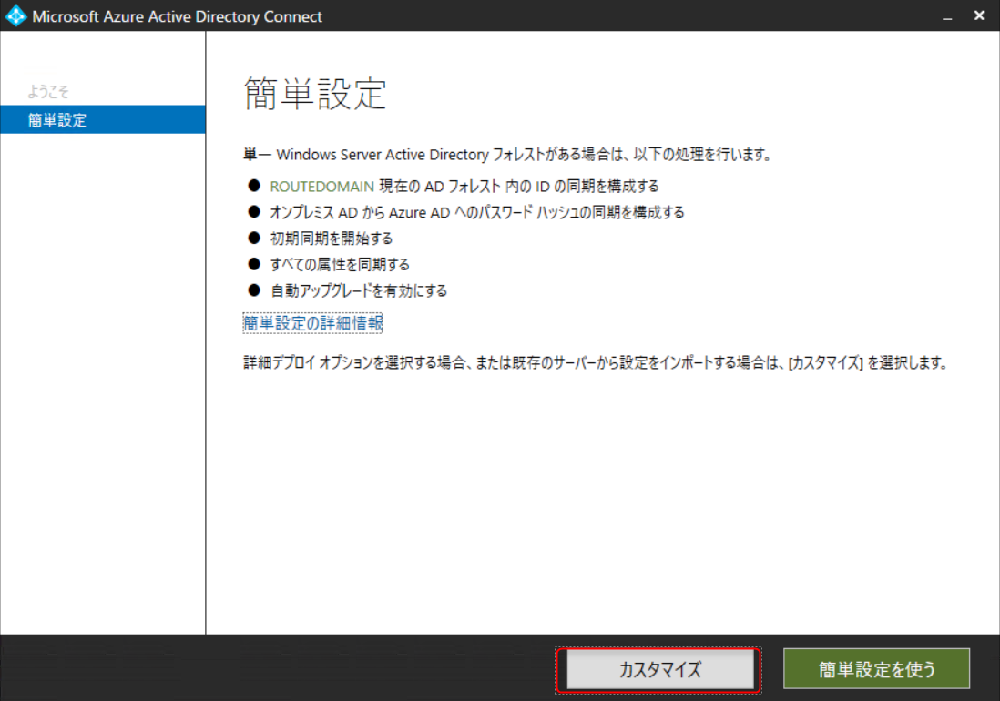 Microsoft Azure Active Directory Connect
ようこそ
簡単設定
簡単設定
単一 Windows Server Active Directory フォレストがある場合は、以下の処理を行います。
● ROUTEDOMAIN 現在の AD フォレスト 内の ID の同期を構成する
● オンプレミス AD から Azure AD へのパスワード ハッシュの同期を構成する
● 初期同期を開始する
● すべての属性を同期する
● 自動アップグレードを有効にする
簡単設定の詳細情報
詳細デプロイ オプションを選択する場合、または既存のサーバーから設定をインポートする場合は、[カスタマイズ] を選択します。
カスタマイズ
簡単設定を使う